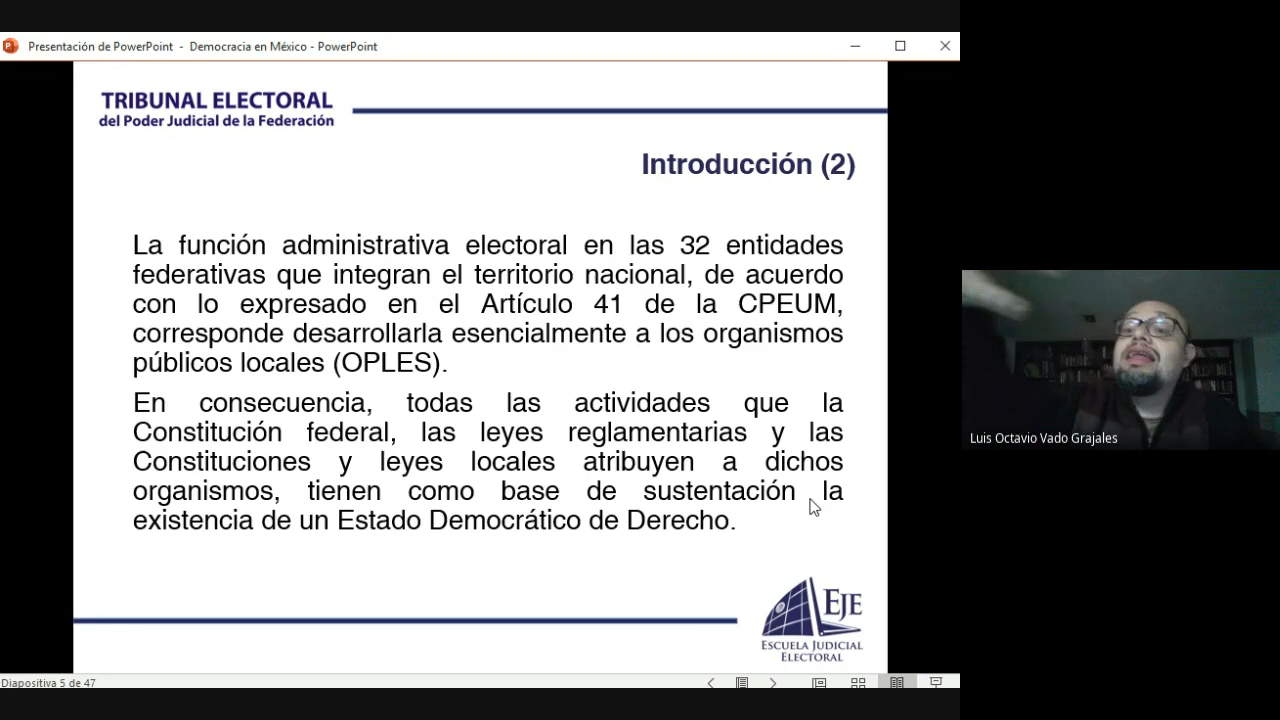 Presentación de PowerPoint - Democracia en México - PowerPoint
TRIBUNAL ELECTORAL
del Poder Judicial de la Federación
Introducción (2)
La función administrativa electoral en las 32 entidades
federativas que integran el territorio nacional, de acuerdo
con lo expresado en el Artículo 41 de la CPEUM,
corresponde desarrollarla esencialmente a los organismos
públicos locales (OPLES).
En consecuencia, todas las actividades que la
Constitución federal, las leyes reglamentarias y las
Constituciones y leyes locales atribuyen a dichos
organismos, tienen como base de sustentación la
existencia de un Estado Democrático de Derecho.
Luis Octavio Vado Grajales
EJE
ESCUELA JUDICIAL
ELECTORAL
Diapositiva 5 de 47